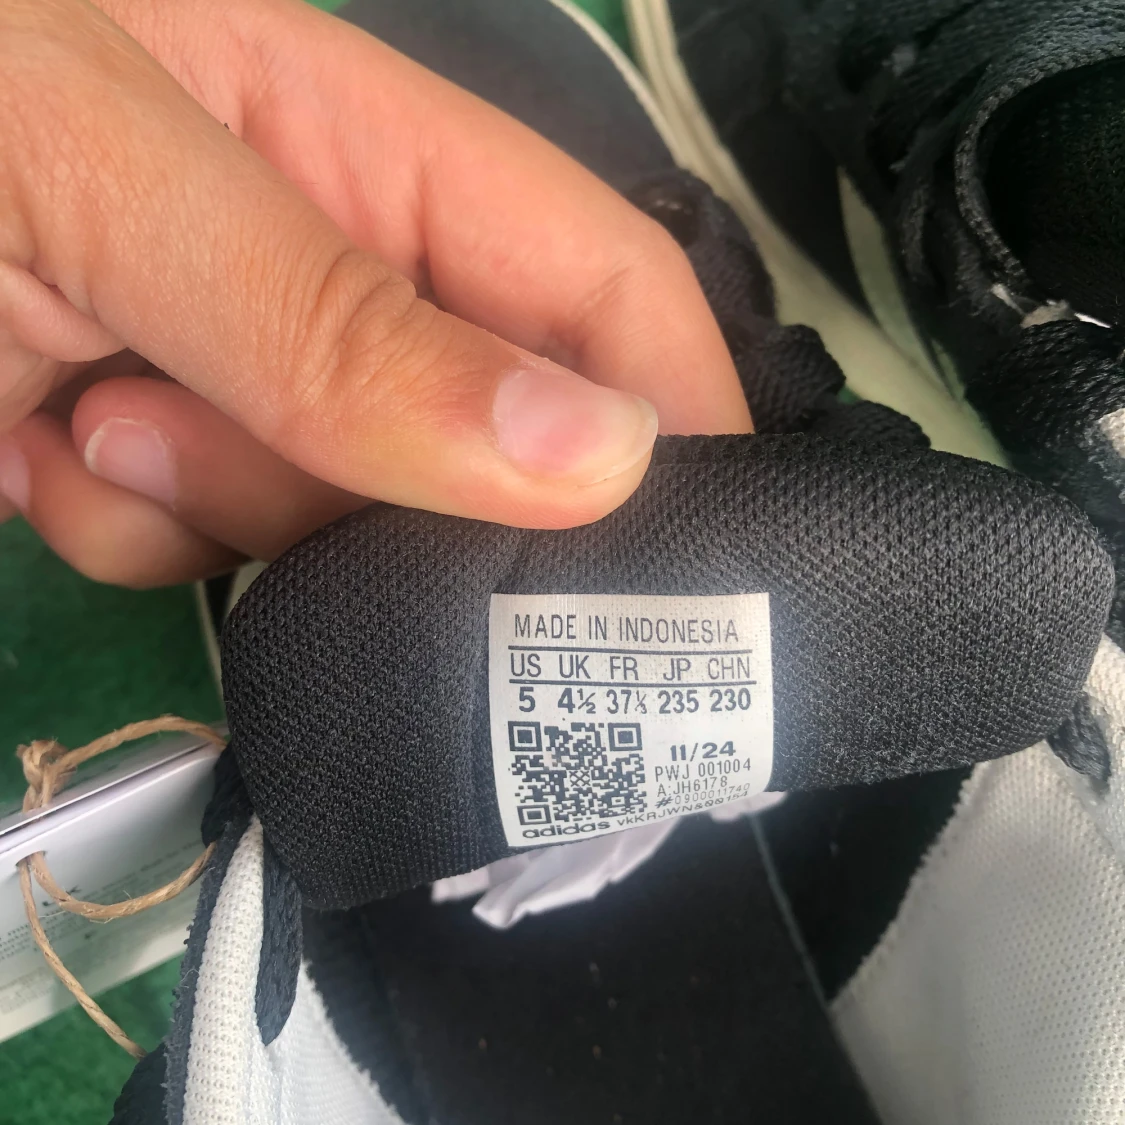 MADE IN INDONESIA
US UK FR JP CHN
5 4½ 37⅓ 235 230
11/24
PWJ 001004
A:JH6178
#0900011740
adidas